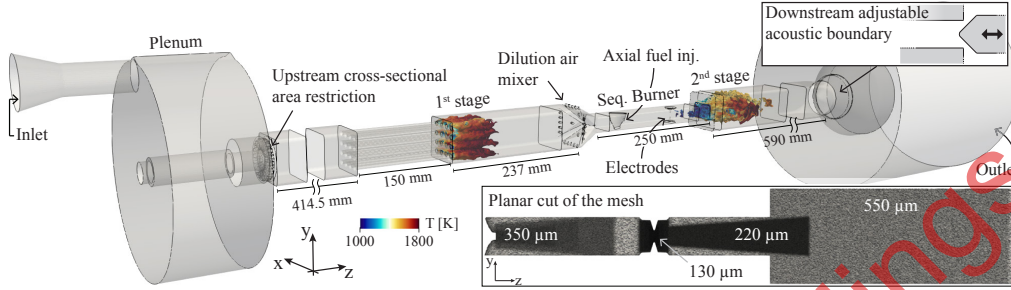 Plenum
Inlet
Upstream cross-sectional
area restriction
1st stage
Dilution air
mixer
Axial fuel inj.
Seq. Burner
2nd stage
Downstream adjustable
acoustic boundary
Electrodes
Outle
414.5 mm
150 mm
237 mm
250 mm
590 mm
T [K]
1000
1800
y
x
z
Planar cut of the mesh
350 µm
220 µm
550 µm
130 µm
y
z
ings